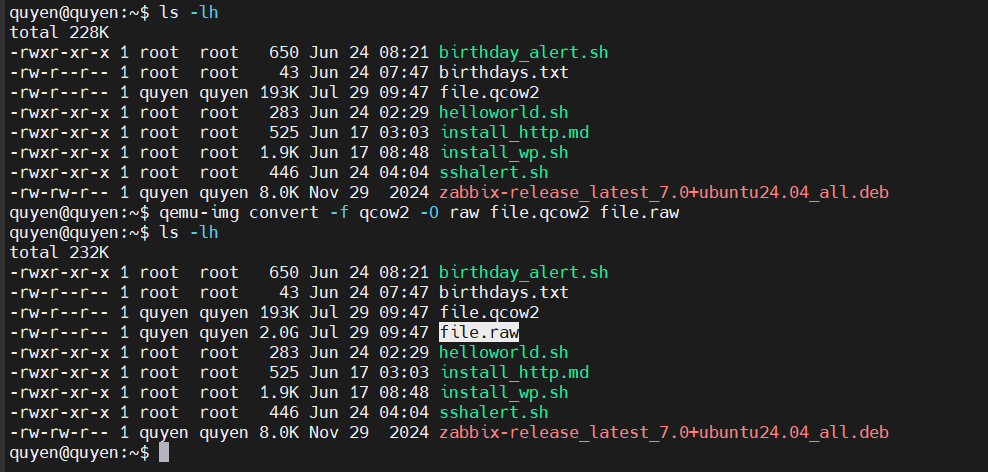 quyen@quyen:~$ ls -lh
total 228K
-rwxr-xr-x 1 root  root   650 Jun 24 08:21 birthday_alert.sh
-rw-r--r-- 1 root  root    43 Jun 24 07:47 birthdays.txt
-rw-r--r-- 1 quyen quyen 193K Jul 29 09:47 file.qcow2
-rwxr-xr-x 1 root  root   283 Jun 24 02:29 helloworld.sh
-rwxr-xr-x 1 root  root   525 Jun 17 03:03 install_http.md
-rwxr-xr-x 1 root  root  1.9K Jun 17 08:48 install_wp.sh
-rwxr-xr-x 1 root  root   446 Jun 24 04:04 sshalert.sh
-rw-rw-r-- 1 quyen quyen 8.0K Nov 29  2024 zabbix-release_latest_7.0+ubuntu24.04_all.deb
quyen@quyen:~$ qemu-img convert -f qcow2 -O raw file.qcow2 file.raw
quyen@quyen:~$ ls -lh
total 232K
-rwxr-xr-x 1 root  root   650 Jun 24 08:21 birthday_alert.sh
-rw-r--r-- 1 root  root    43 Jun 24 07:47 birthdays.txt
-rw-r--r-- 1 quyen quyen 193K Jul 29 09:47 file.qcow2
-rw-r--r-- 1 quyen quyen 2.0G Jul 29 09:47 file.raw
-rwxr-xr-x 1 root  root   283 Jun 24 02:29 helloworld.sh
-rwxr-xr-x 1 root  root   525 Jun 17 03:03 install_http.md
-rwxr-xr-x 1 root  root  1.9K Jun 17 08:48 install_wp.sh
-rwxr-xr-x 1 root  root   446 Jun 24 04:04 sshalert.sh
-rw-rw-r-- 1 quyen quyen 8.0K Nov 29  2024 zabbix-release_latest_7.0+ubuntu24.04_all.deb
quyen@quyen:~$